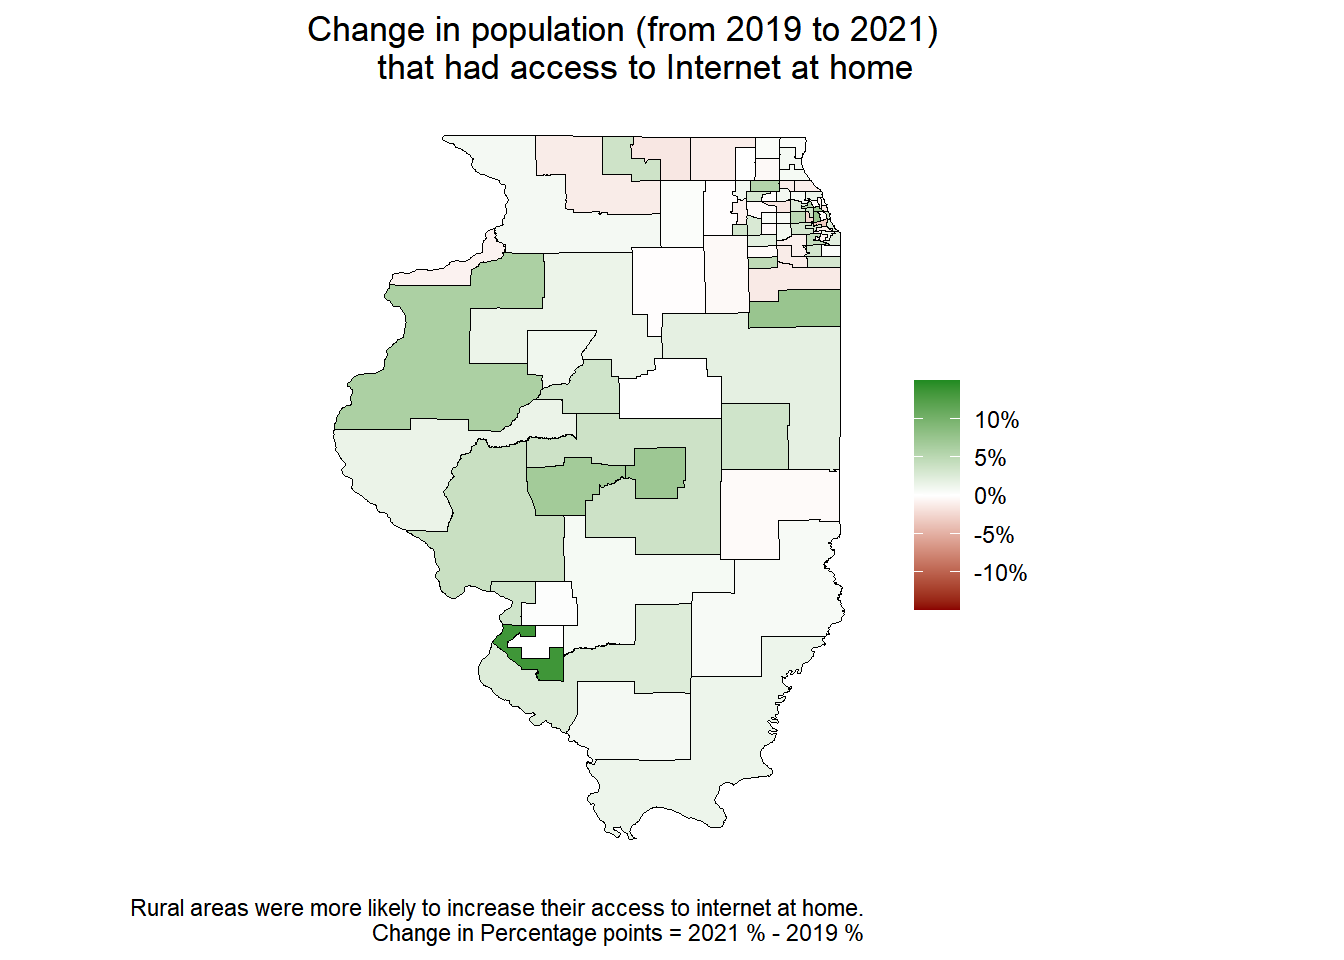 Change in population (from 2019 to 2021)
that had access to Internet at home
10%
5%
0%
-5%
-10%
Rural areas were more likely to increase their access to internet at home.
Change in Percentage points = 2021 % - 2019 %